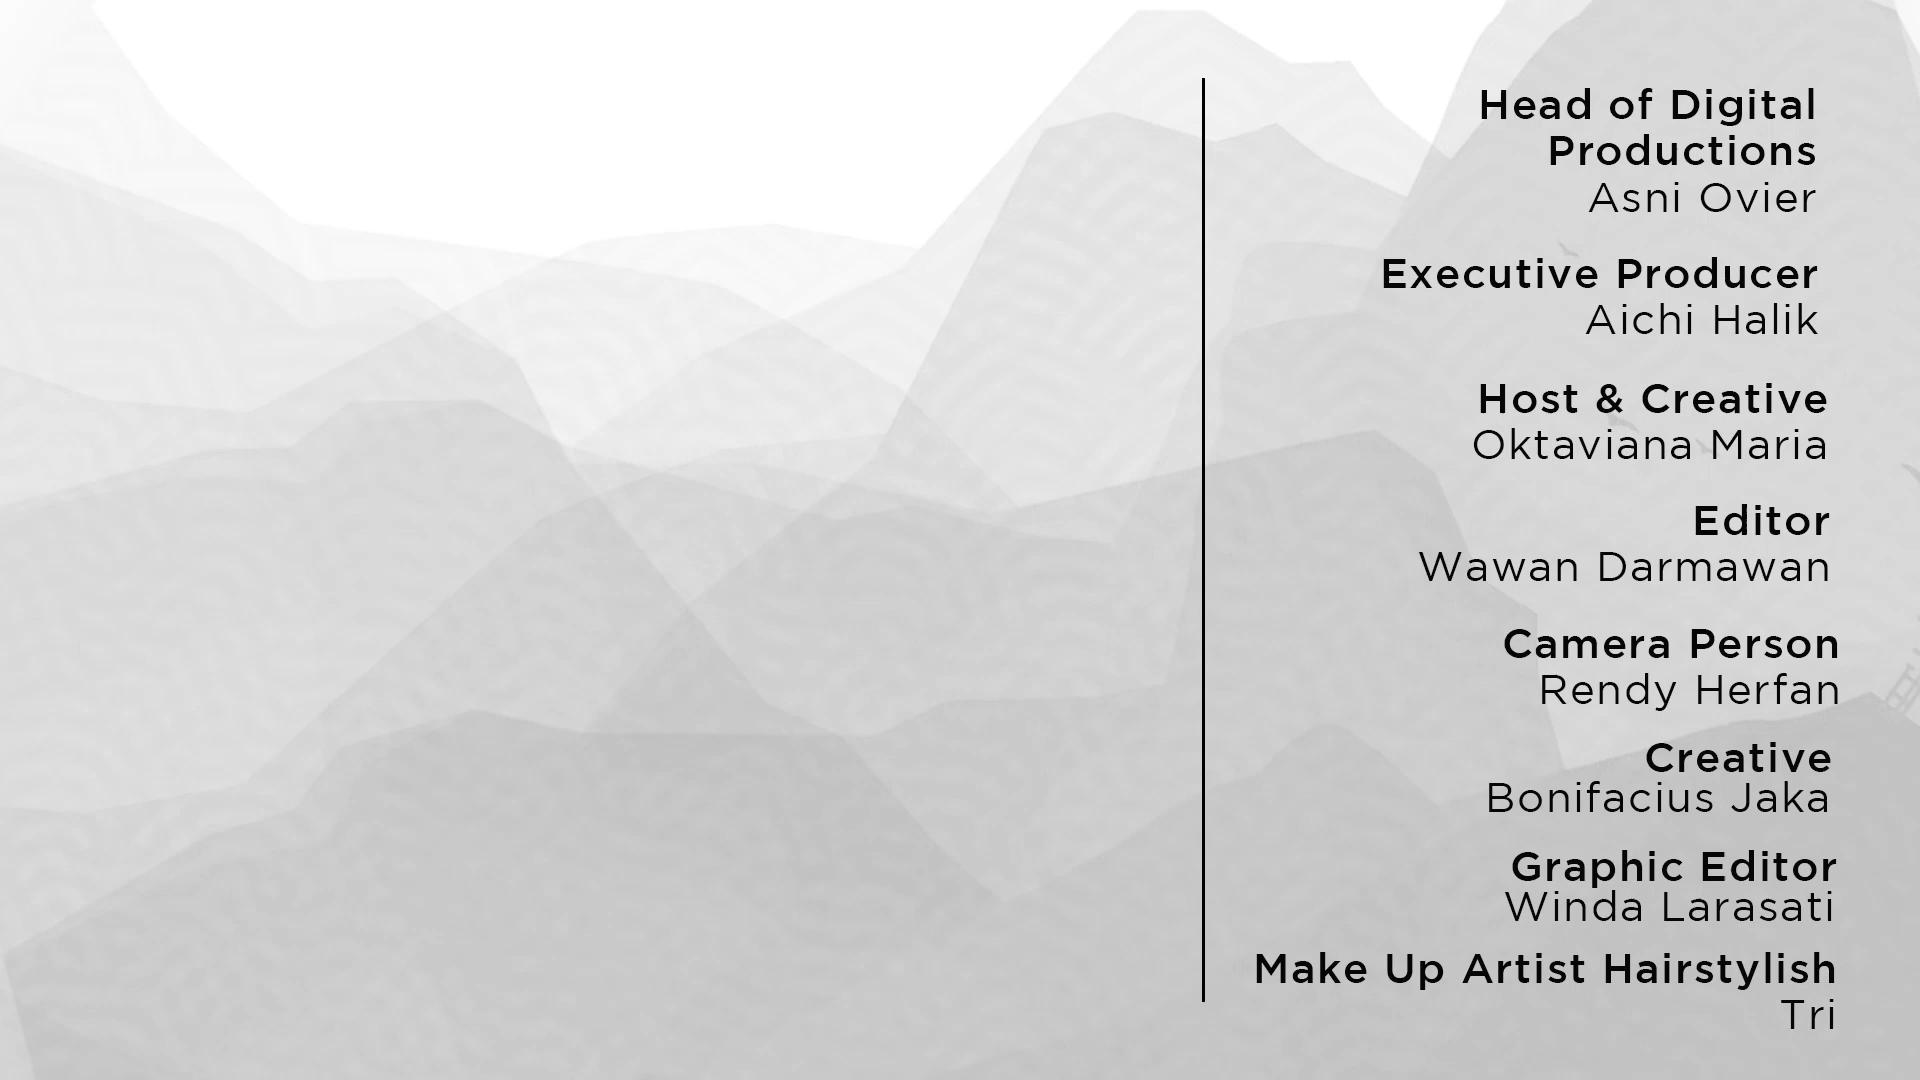 Head of Digital
Productions
Asni Ovier
Executive Producer
Aichi Halik
Host & Creative
Oktaviana Maria
Editor
Wawan Darmawan
Camera Person
Rendy Herfan
Creative
Bonifacius Jaka
Graphic Editor
Winda Larasati
Make Up Artist Hairstylish
Tri